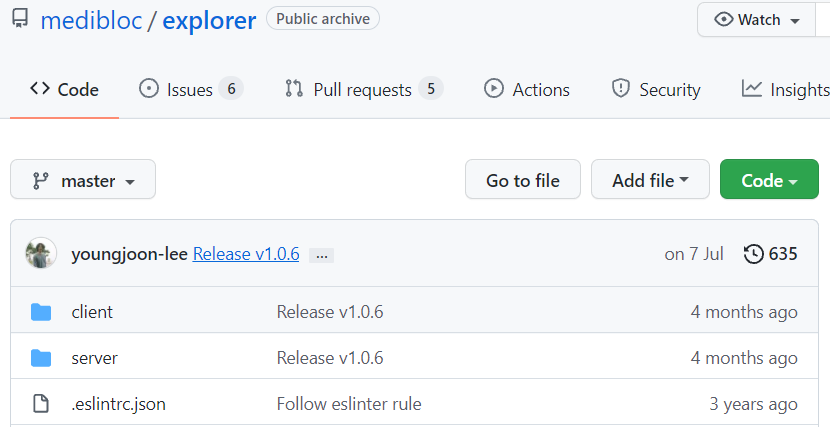 medibloc / explorer Public archive Watch
Code Issues 6 Pull requests 5 Actions Security Insights
master Go to file Add file Code
youngjoon-lee Release v1.0.6 ... on 7 Jul 635
client Release v1.0.6 4 months ago
server Release v1.0.6 4 months ago
.eslintrc.json Follow eslinter rule 3 years ago